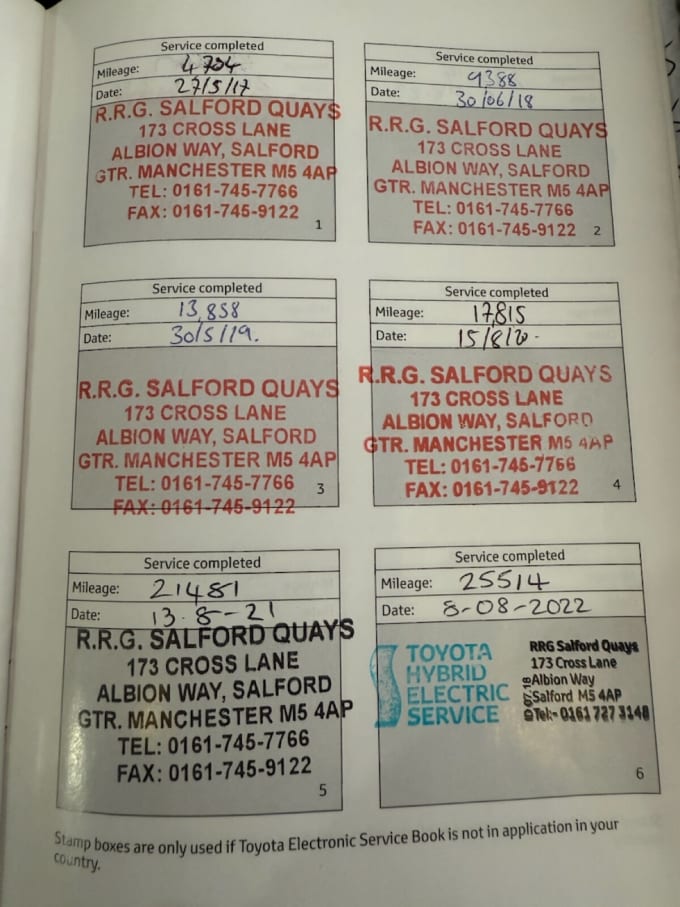 Service completed
Mileage: 4704
Date: 27/5/17
R.R.G. SALFORD QUAYS
173 CROSS LANE
ALBION WAY, SALFORD
GTR. MANCHESTER M5 4AP
TEL: 0161-745-7766
FAX: 0161-745-9122
1
Service completed
Mileage: 9388
Date: 30/06/18
R.R.G. SALFORD QUAYS
173 CROSS LANE
ALBION WAY, SALFORD
GTR. MANCHESTER M5 4AP
TEL: 0161-745-7766
FAX: 0161-745-9122
2
Service completed
Mileage: 13,858
Date: 30/5/19.
R.R.G. SALFORD QUAYS
173 CROSS LANE
ALBION WAY, SALFORD
GTR. MANCHESTER M5 4AP
TEL: 0161-745-7766
FAX: 0161-745-9122
3
Service completed
Mileage: 17,815
Date: 15/8/20-
R.R.G. SALFORD QUAYS
173 CROSS LANE
ALBION WAY, SALFORD
GTR. MANCHESTER M5 4AP
TEL: 0161-745-7766
FAX: 0161-745-9122
4
Service completed
Mileage: 21481
Date: 13.8-21
R.R.G. SALFORD QUAYS
173 CROSS LANE
ALBION WAY, SALFORD
GTR. MANCHESTER M5 4AP
TEL: 0161-745-7766
FAX: 0161-745-9122
5
Service completed
Mileage: 25514
Date: 8-08-2022
TOYOTA
HYBRID
ELECTRIC
SERVICE
RRG Salford Quays
173 Cross Lane
Albion Way
Salford M5 4AP
Tel:- 0161 727 3148
6
Stamp boxes are only used if Toyota Electronic Service Book is not in application in your
country.